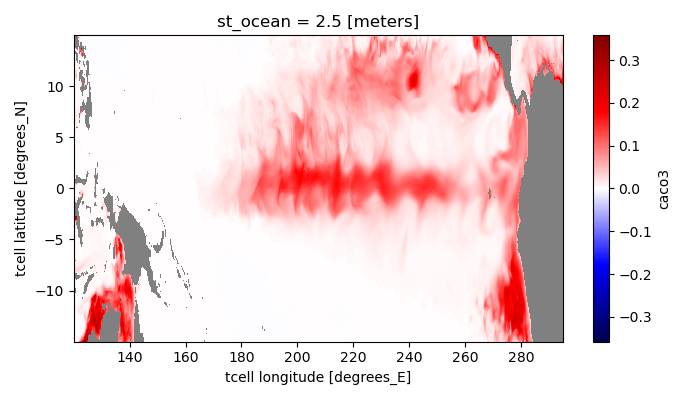 st_ocean = 2.5 [meters]
10
5
0
−5
−10
tcell latitude [degrees_N]
140 160 180 200 220 240 260 280
tcell longitude [degrees_E]
0.3
0.2
0.1
0.0
−0.1
−0.2
−0.3
caco3